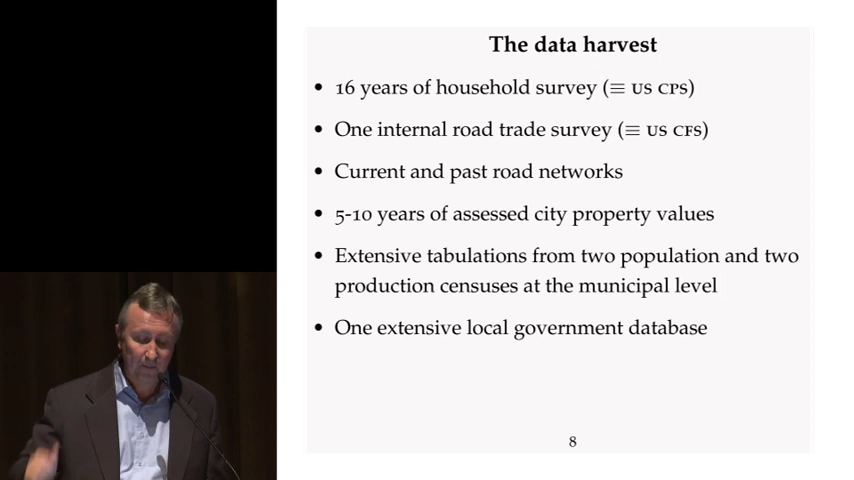 The data harvest
• 16 years of household survey (≡ US CPS)
• One internal road trade survey (≡ US CFS)
• Current and past road networks
• 5-10 years of assessed city property values
• Extensive tabulations from two population and two
production censuses at the municipal level
• One extensive local government database
8